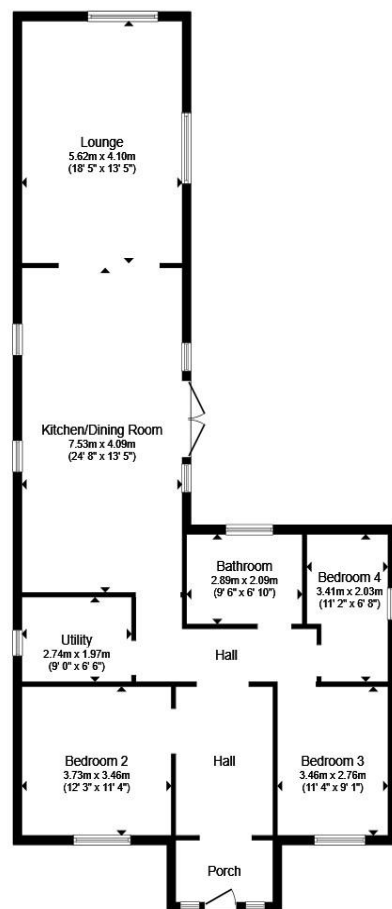 Lounge
5.62m x 4.10m
(18' 5" x 13' 5")
Kitchen/Dining Room
7.53m x 4.09m
(24' 8" x 13' 5")
Bathroom
2.89m x 2.09m
(9' 6" x 6' 10")
Bedroom 4
3.41m x 2.03m
(11' 2" x 6' 8")
Utility
2.74m x 1.97m
(9' 0" x 6' 6")
Hall
Bedroom 2
3.73m x 3.46m
(12' 3" x 11' 4")
Hall
Bedroom 3
3.46m x 2.76m
(11' 4" x 9' 1")
Porch